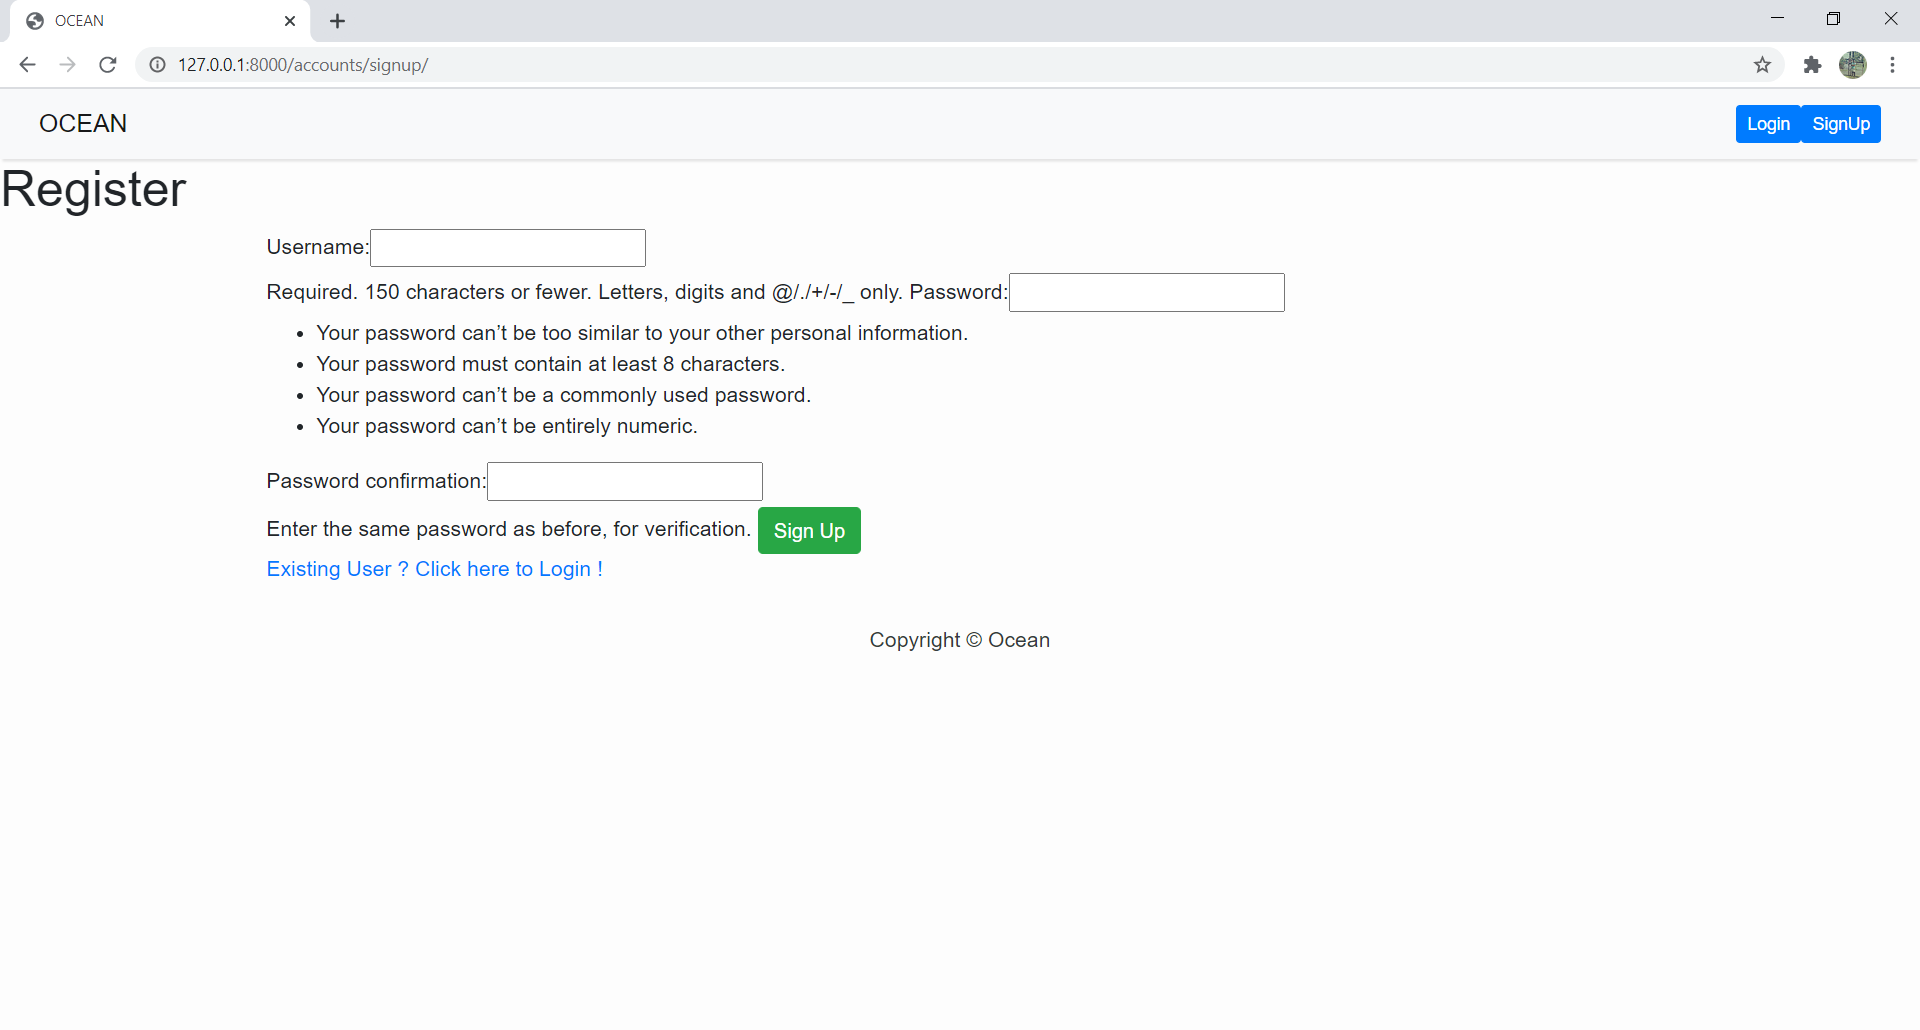 OCEAN
127.0.0.1:8000/accounts/signup/
OCEAN
Login SignUp
Register
Username:
Required. 150 characters or fewer. Letters, digits and @/./+/-/_ only. Password:
Your password can’t be too similar to your other personal information.
Your password must contain at least 8 characters.
Your password can’t be a commonly used password.
Your password can’t be entirely numeric.
Password confirmation:
Enter the same password as before, for verification. Sign Up
Existing User ? Click here to Login !
Copyright © Ocean